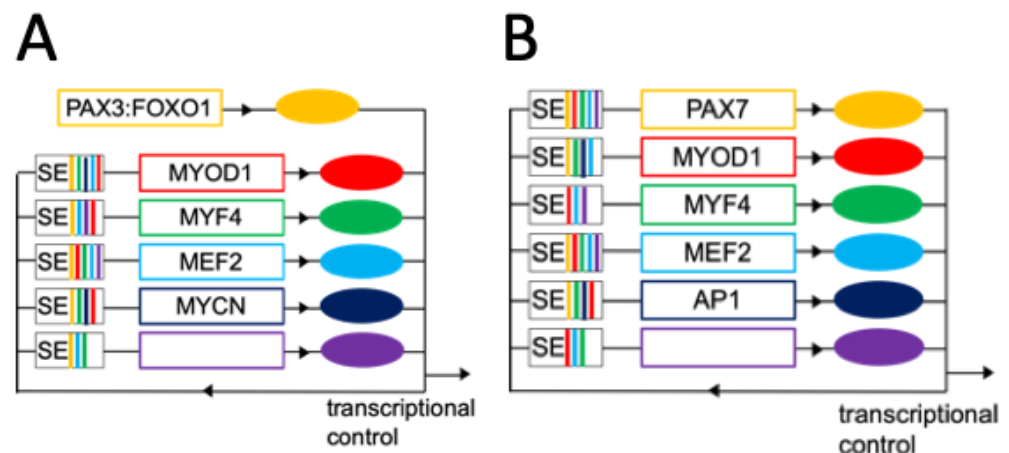 A
B
PAX3:FOXO1
SE MYOD1
SE MYF4
SE MEF2
SE MYCN
SE
transcriptional
control
SE PAX7
SE MYOD1
SE MYF4
SE MEF2
SE AP1
SE
transcriptional
control